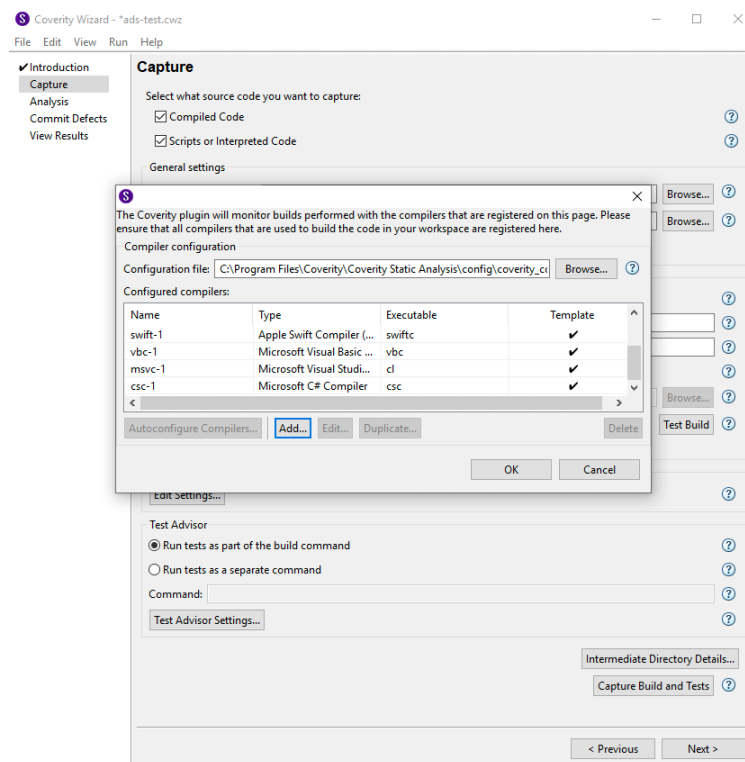 Coverity Wizard - *ads-test.cwz
File Edit View Run Help
Introduction
Capture
Analysis
Commit Defects
View Results
Capture
Select what source code you want to capture:
Compiled Code
Scripts or Interpreted Code
General settings
Browse...
Browse...
The Coverity plugin will monitor builds performed with the compilers that are registered on this page. Please
ensure that all compilers that are used to build the code in your workspace are registered here.
Compiler configuration
Configuration file: C:\Program Files\Coverity\Coverity Static Analysis\config\coverity_c
Browse...
Configured compilers:
Name Type Executable Template
swift-1 Apple Swift Compiler (... swiftc
vbc-1 Microsoft Visual Basic ... vbc
msvc-1 Microsoft Visual Studi... cl
csc-1 Microsoft C# Compiler csc
Browse...
Autoconfigure Compilers... Add... Edit... Duplicate... Delete
Test Build
OK Cancel
Edit Settings...
Test Advisor
Run tests as part of the build command
Run tests as a separate command
Command:
Test Advisor Settings...
Intermediate Directory Details...
Capture Build and Tests
< Previous Next >